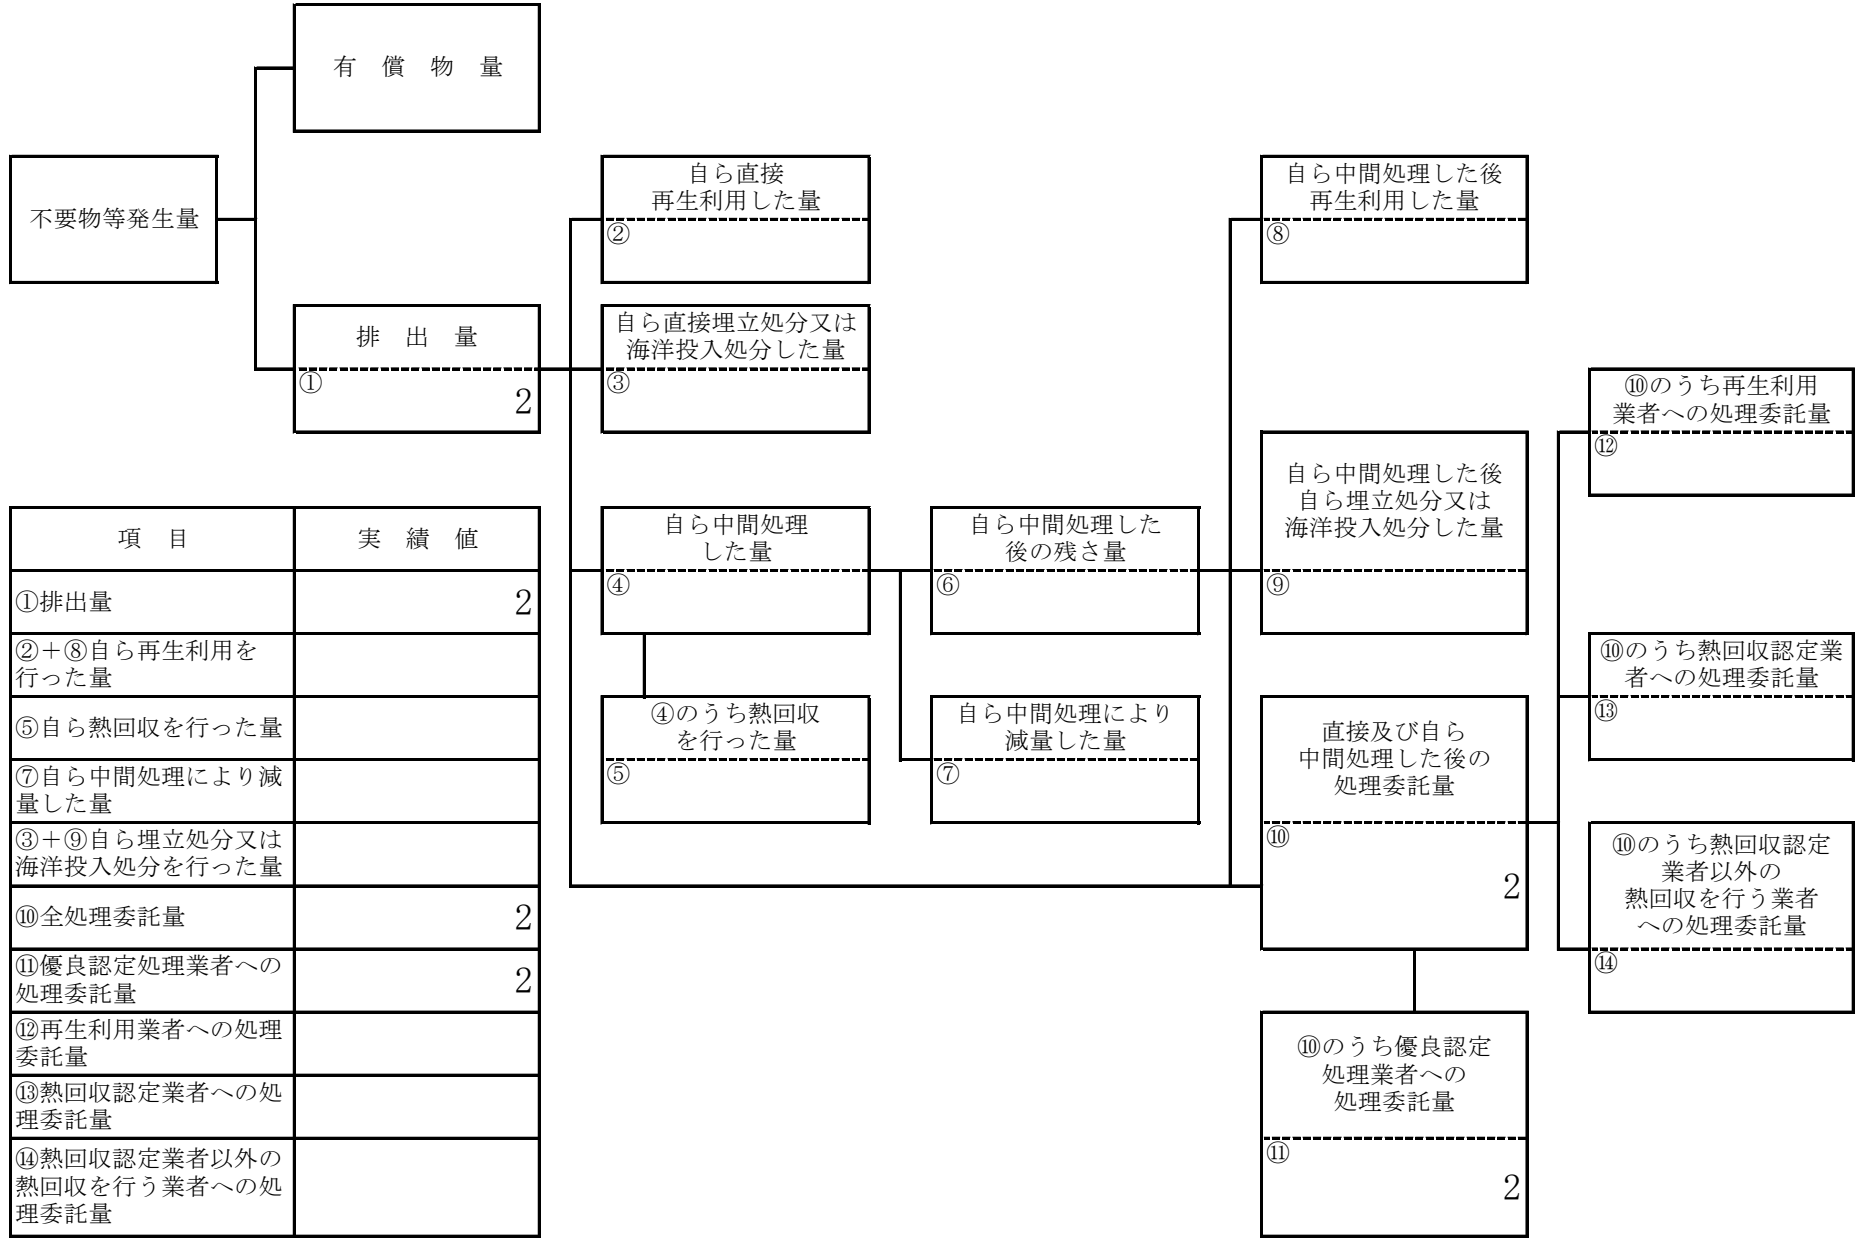 有　償　物　量
不要物等発生量
排　出　量
①
2
自ら直接
再生利用した量
②
自ら直接埋立処分又は
海洋投入処分した量
③
自ら中間処理
した量
④
④のうち熱回収
を行った量
⑤
自ら中間処理した
後の残さ量
⑥
自ら中間処理により
減量した量
⑦
自ら中間処理した後
再生利用した量
⑧
自ら中間処理した後
自ら埋立処分又は
海洋投入処分した量
⑨
直接及び自ら
中間処理した後の
処理委託量
⑩
2
⑩のうち優良認定
処理業者への
処理委託量
⑪
2
⑩のうち再生利用
業者への処理委託量
⑫
⑩のうち熱回収認定業
者への処理委託量
⑬
⑩のうち熱回収認定
業者以外の
熱回収を行う業者
への処理委託量
⑭
項　目　実　績　値
①排出量　2
②＋⑧自ら再生利用を
行った量
⑤自ら熱回収を行った量
⑦自ら中間処理により減
量した量
③＋⑨自ら埋立処分又は
海洋投入処分を行った量
⑩全処理委託量　2
⑪優良認定処理業者への
処理委託量　2
⑫再生利用業者への処理
委託量
⑬熱回収認定業者への処
理委託量
⑭熱回収認定業者以外の
熱回収を行う業者への処
理委託量